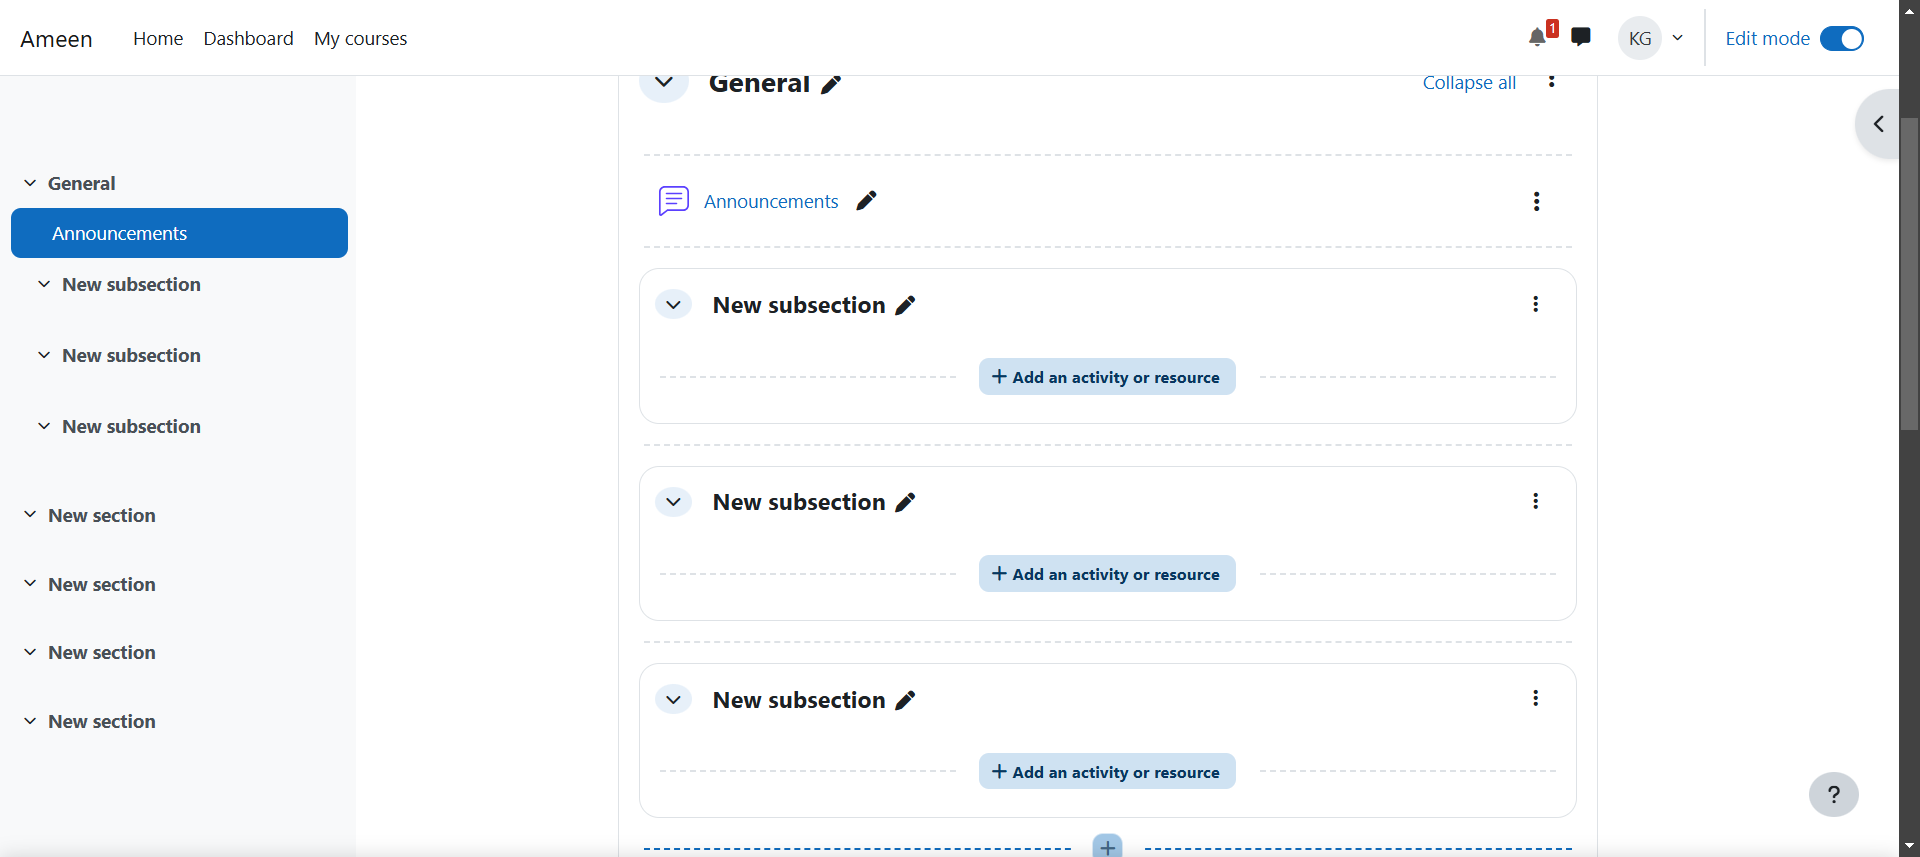 Ameen
Home
Dashboard
My courses
1
KG
Edit mode
General
Collapse all
General
Announcements
Announcements
New subsection
New subsection
New subsection
New section
New section
New section
New section
New subsection
+ Add an activity or resource
New subsection
+ Add an activity or resource
New subsection
+ Add an activity or resource
+
?